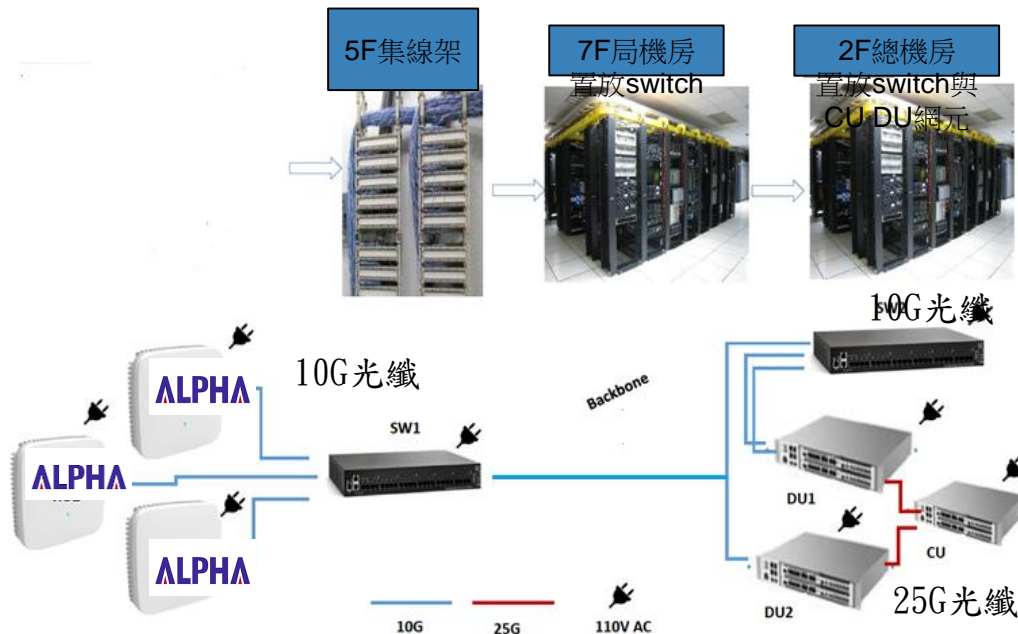 5F集線架
7F局機房
置放switch
2F總機房
置放switch與
CU DU網元
10G光纖
SW2
ALPHA
10G光纖
Backbone
SW1
ALPHA
DU1
CU
ALPHA
DU2
25G光纖
10G
25G
110V AC